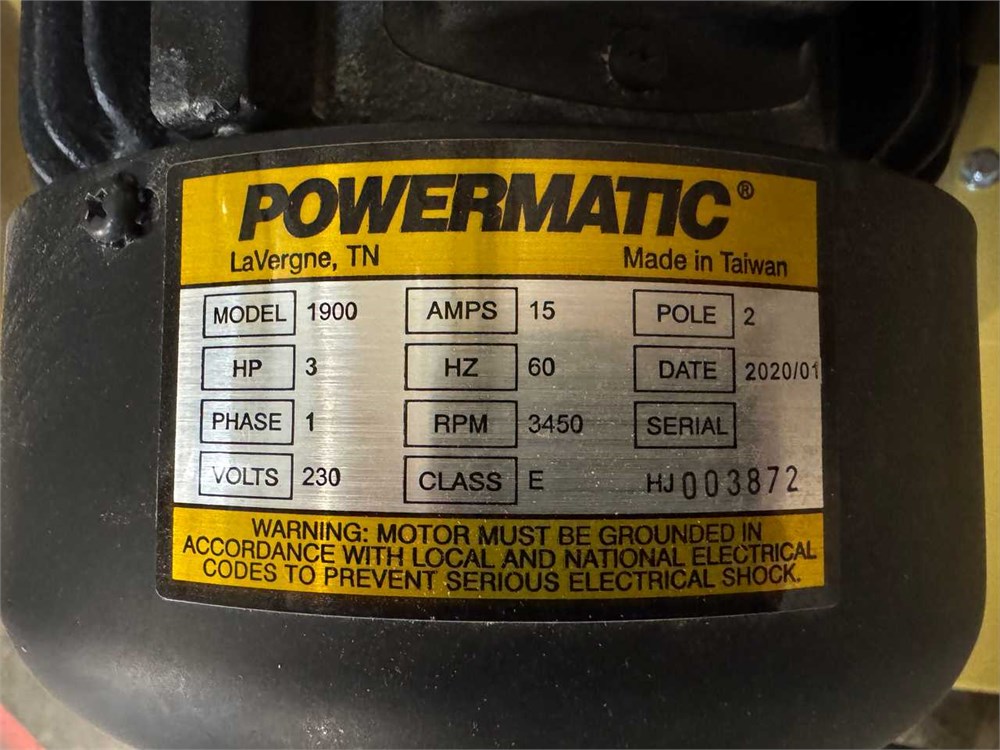 POWERMATIC®
LaVergne, TN Made in Taiwan
MODEL 1900 AMPS 15 POLE 2
HP 3 HZ 60 DATE 2020/01
PHASE 1 RPM 3450 SERIAL
VOLTS 230 CLASS E HJ 003872
WARNING: MOTOR MUST BE GROUNDED IN
ACCORDANCE WITH LOCAL AND NATIONAL ELECTRICAL
CODES TO PREVENT SERIOUS ELECTRICAL SHOCK.